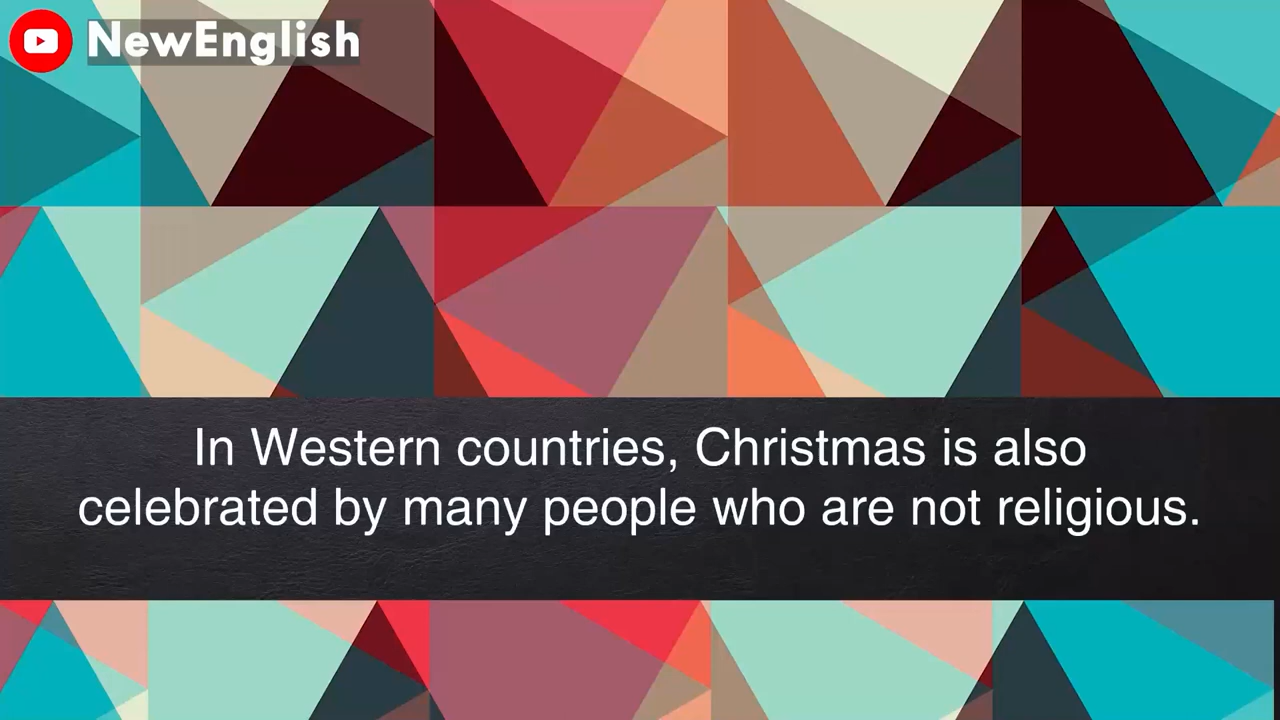 NewEnglish
In Western countries, Christmas is also
celebrated by many people who are not religious.